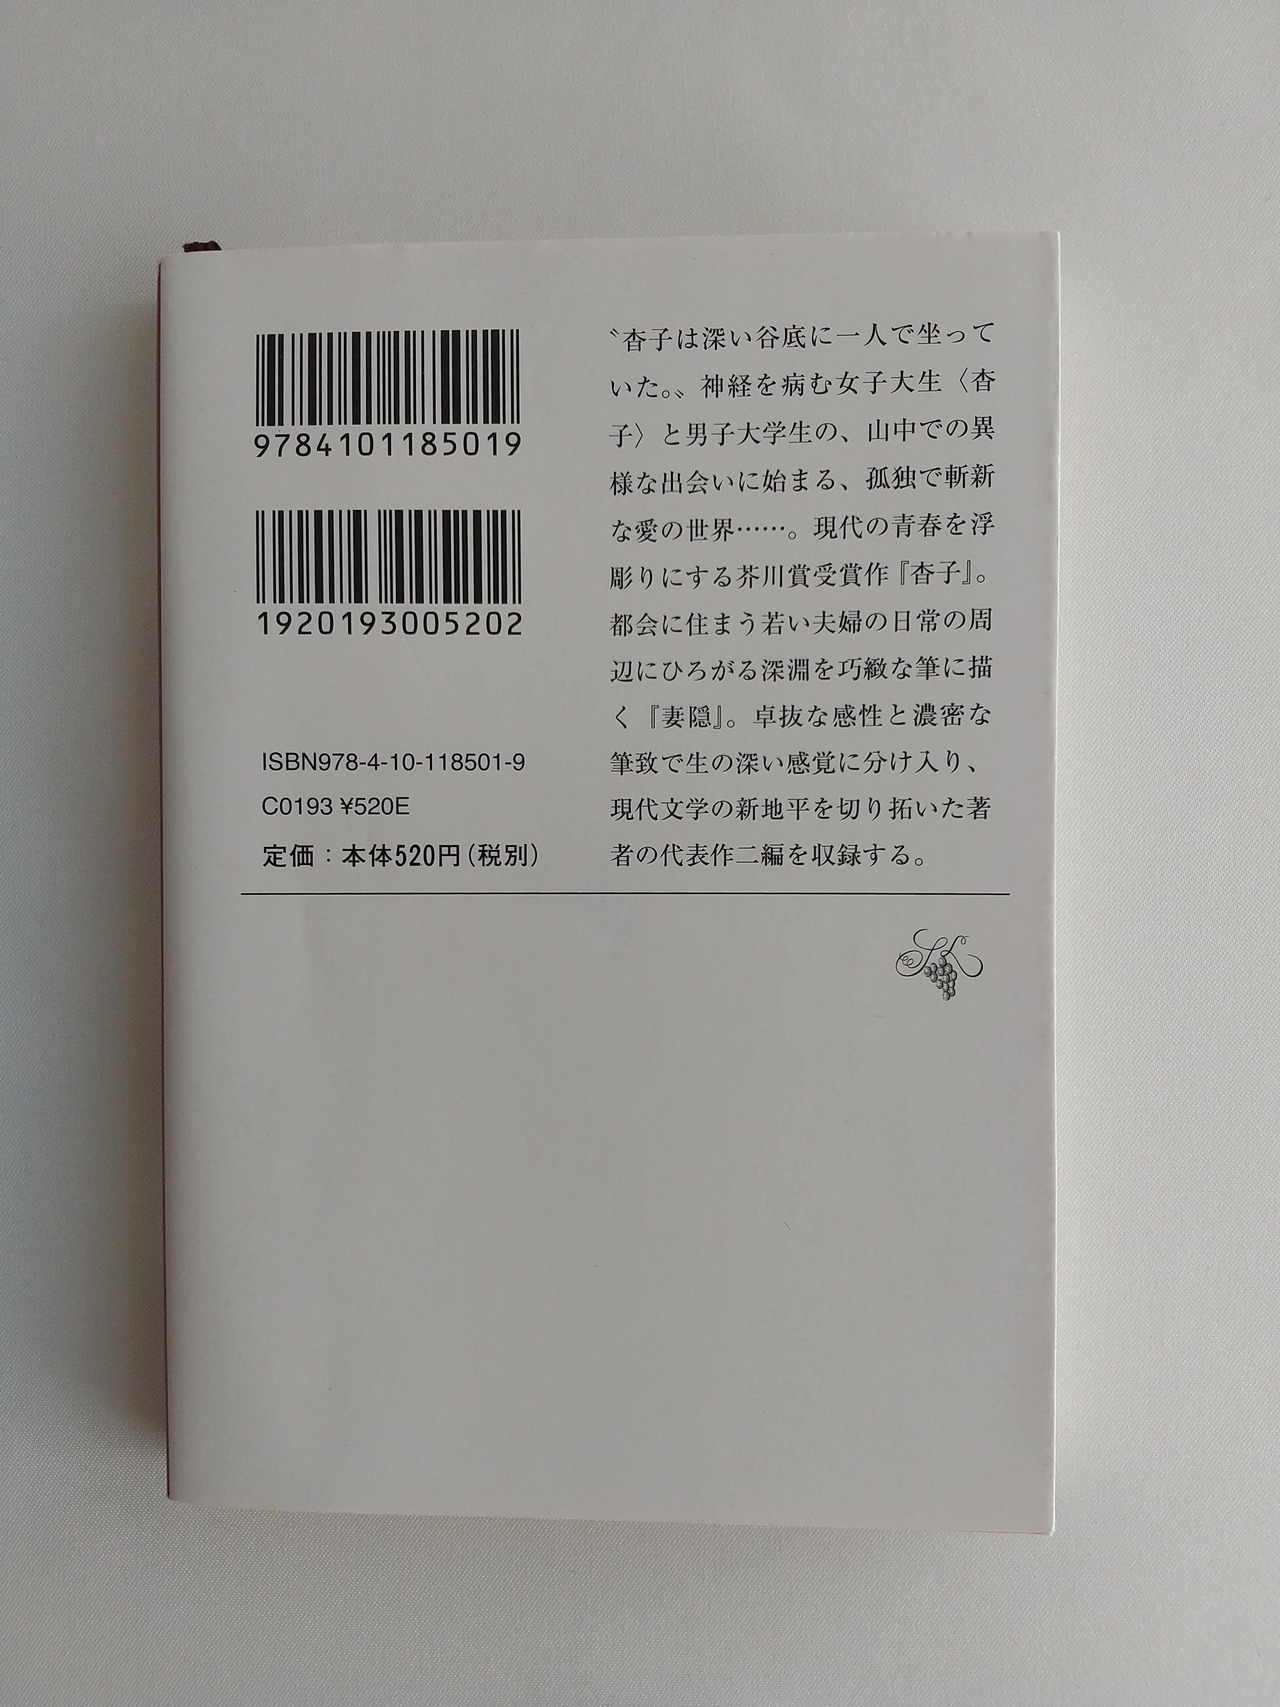 9784101185019
1920193005202
ISBN978-4-10-118501-9
C0193 ¥520E
定価：本体520円（税別）
〝杳子は深い谷底に一人で坐って
いた。〟神経を病む女子大生〈杳
子〉と男子大学生の、山中での異
様な出会いに始まる、孤独で斬新
な愛の世界……。現代の青春を浮
彫りにする芥川賞受賞作『杳子』。
都会に住まう若い夫婦の日常の周
辺にひろがる深淵を巧緻な筆に描
く『妻隠』。卓抜な感性と濃密な
筆致で生の深い感覚に分け入り、
現代文学の新地平を切り拓いた著
者の代表作二編を収録する。